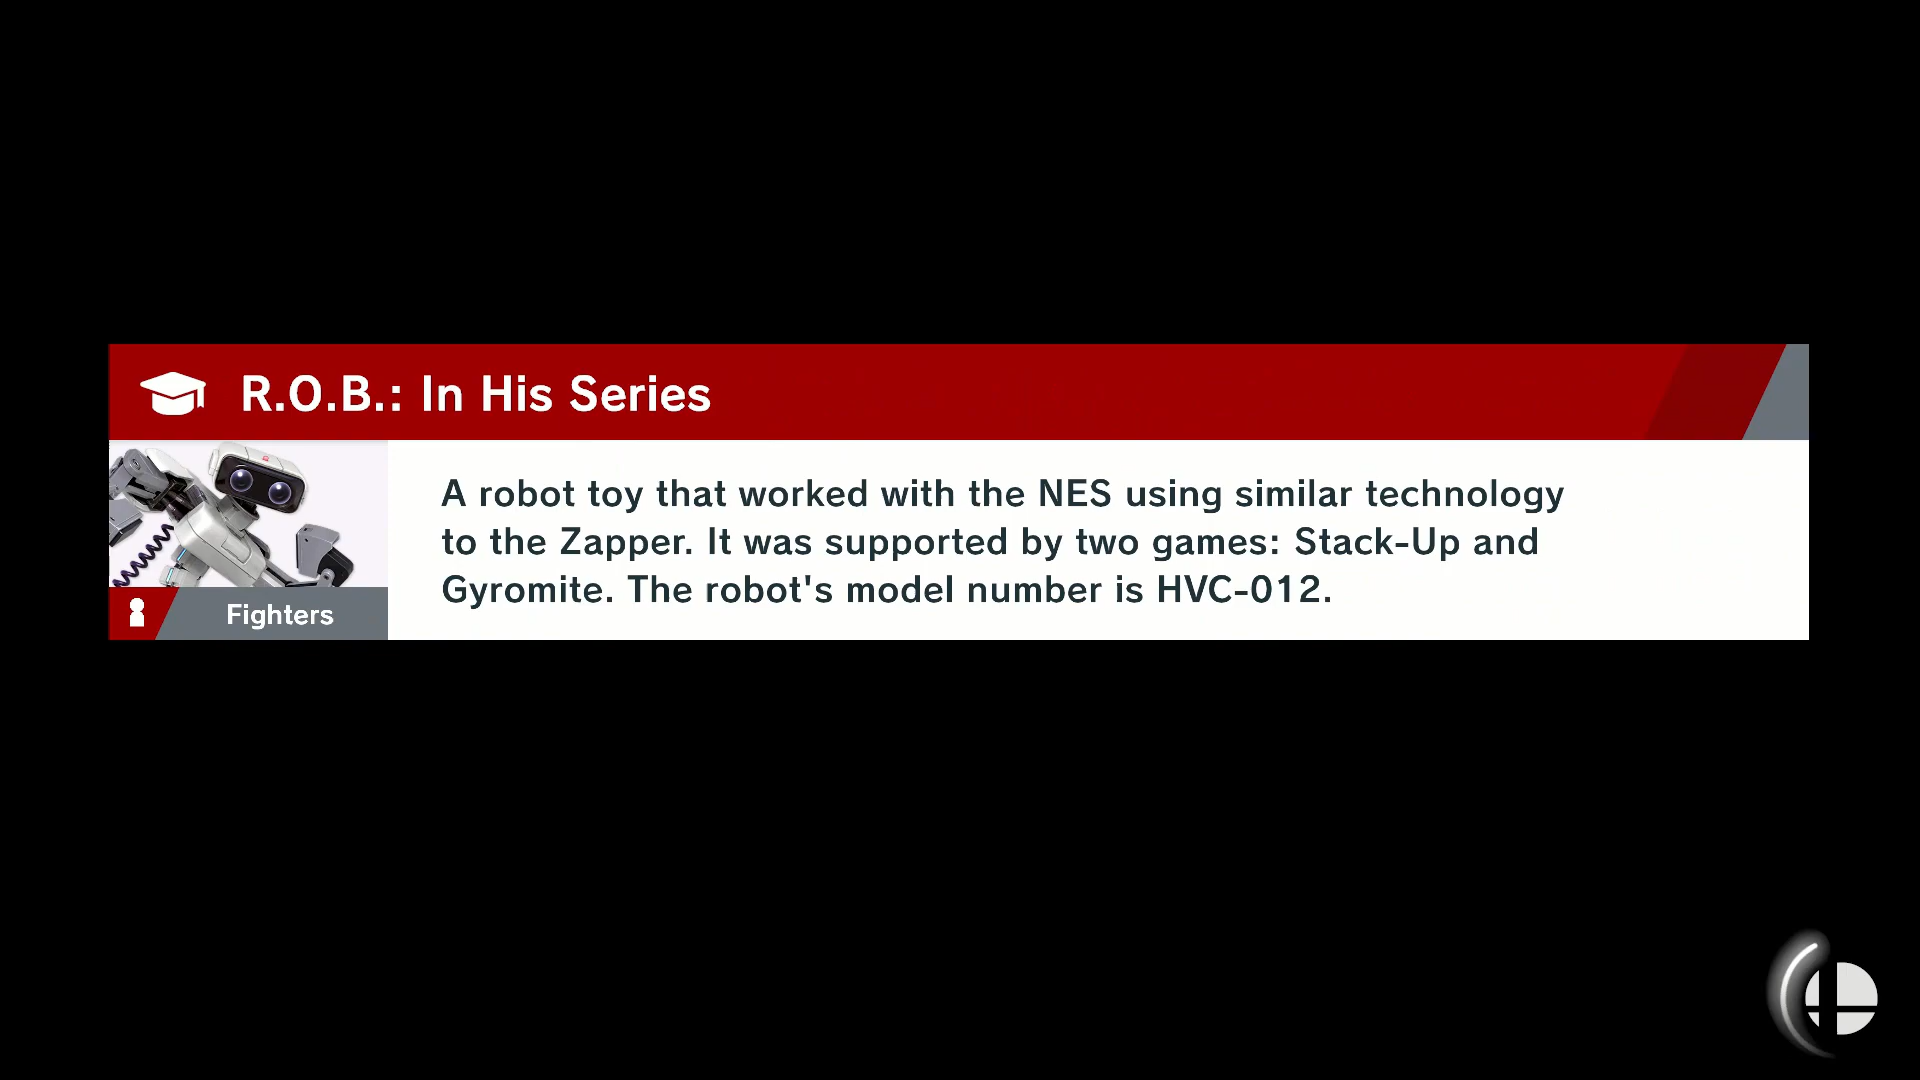 R.O.B.: In His Series
A robot toy that worked with the NES using similar technology
to the Zapper. It was supported by two games: Stack-Up and
Gyromite. The robot's model number is HVC-012.
Fighters